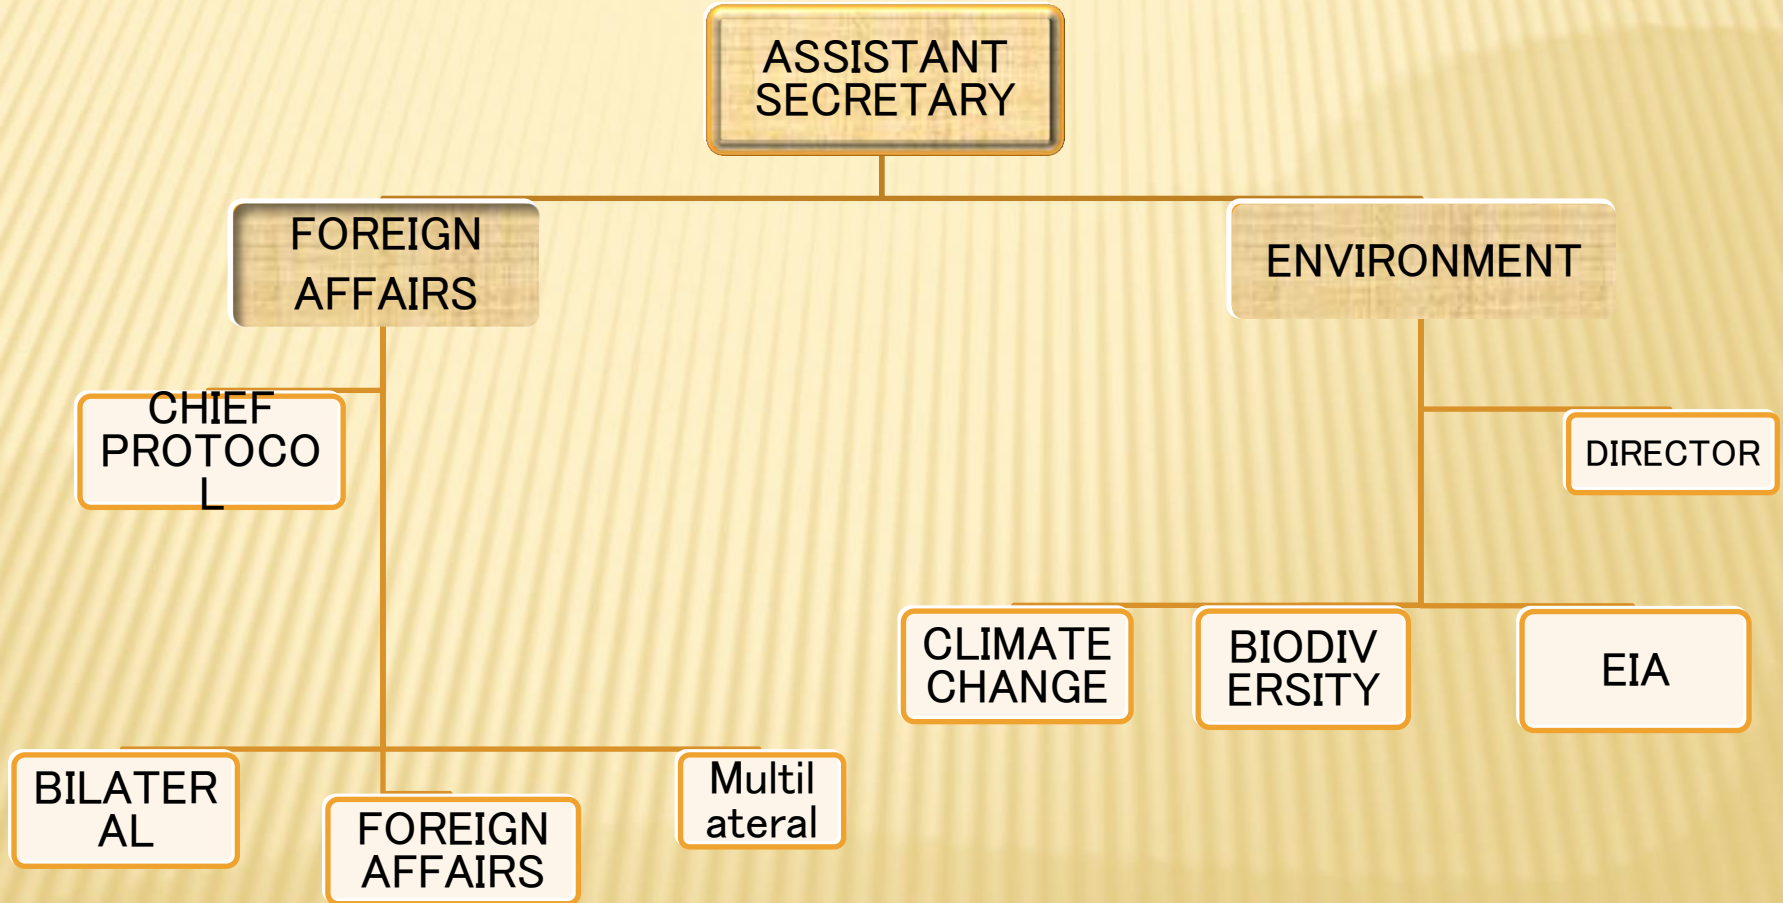 ASSISTANT
SECRETARY
FOREIGN
AFFAIRS
ENVIRONMENT
CHIEF
PROTOCO
L
DIRECTOR
CLIMATE
CHANGE
BIODIV
ERSITY
EIA
BILATER
AL
FOREIGN
AFFAIRS
Multil
ateral